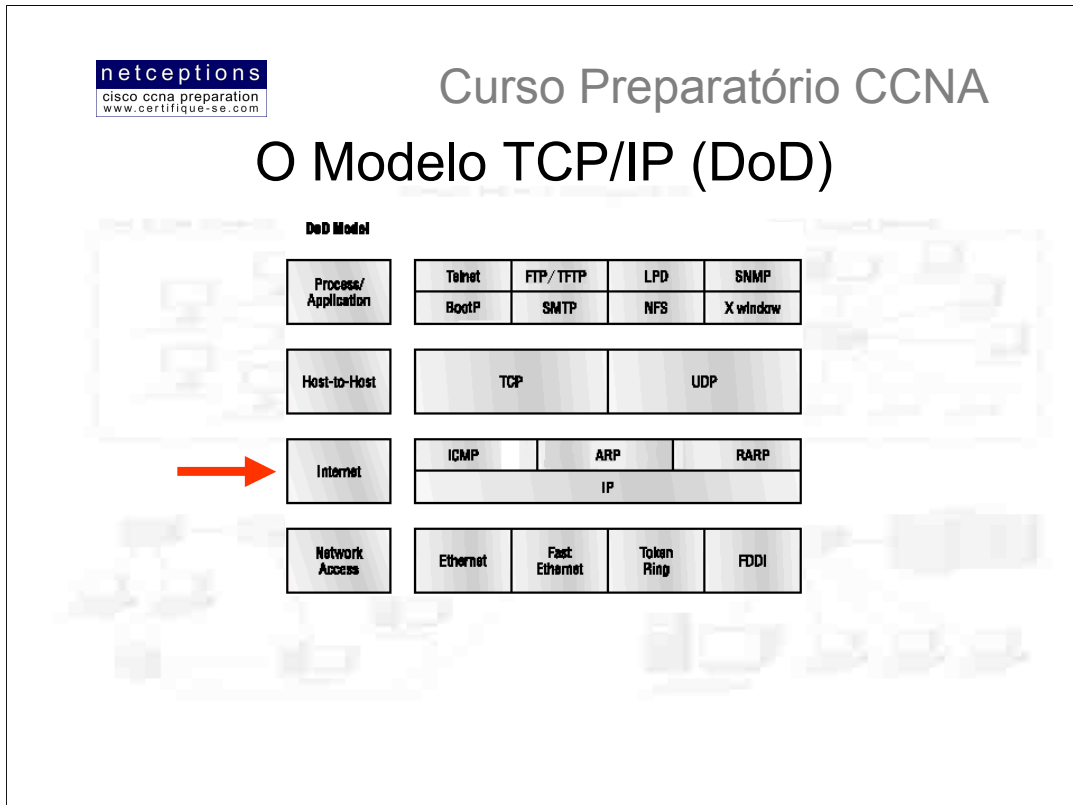 netceptions
cisco ccna preparation
www.certifique-se.com
Curso Preparatório CCNA
O Modelo TCP/IP (DoD)
DoD Model
Process/
Application
Telnet FTP/TFTP LPD SNMP
BootP SMTP NFS X window
Host-to-Host
TCP UDP
Internet
ICMP ARP RARP
IP
Network
Access
Ethernet
Fast
Ethernet
Token
Ring
FDDI